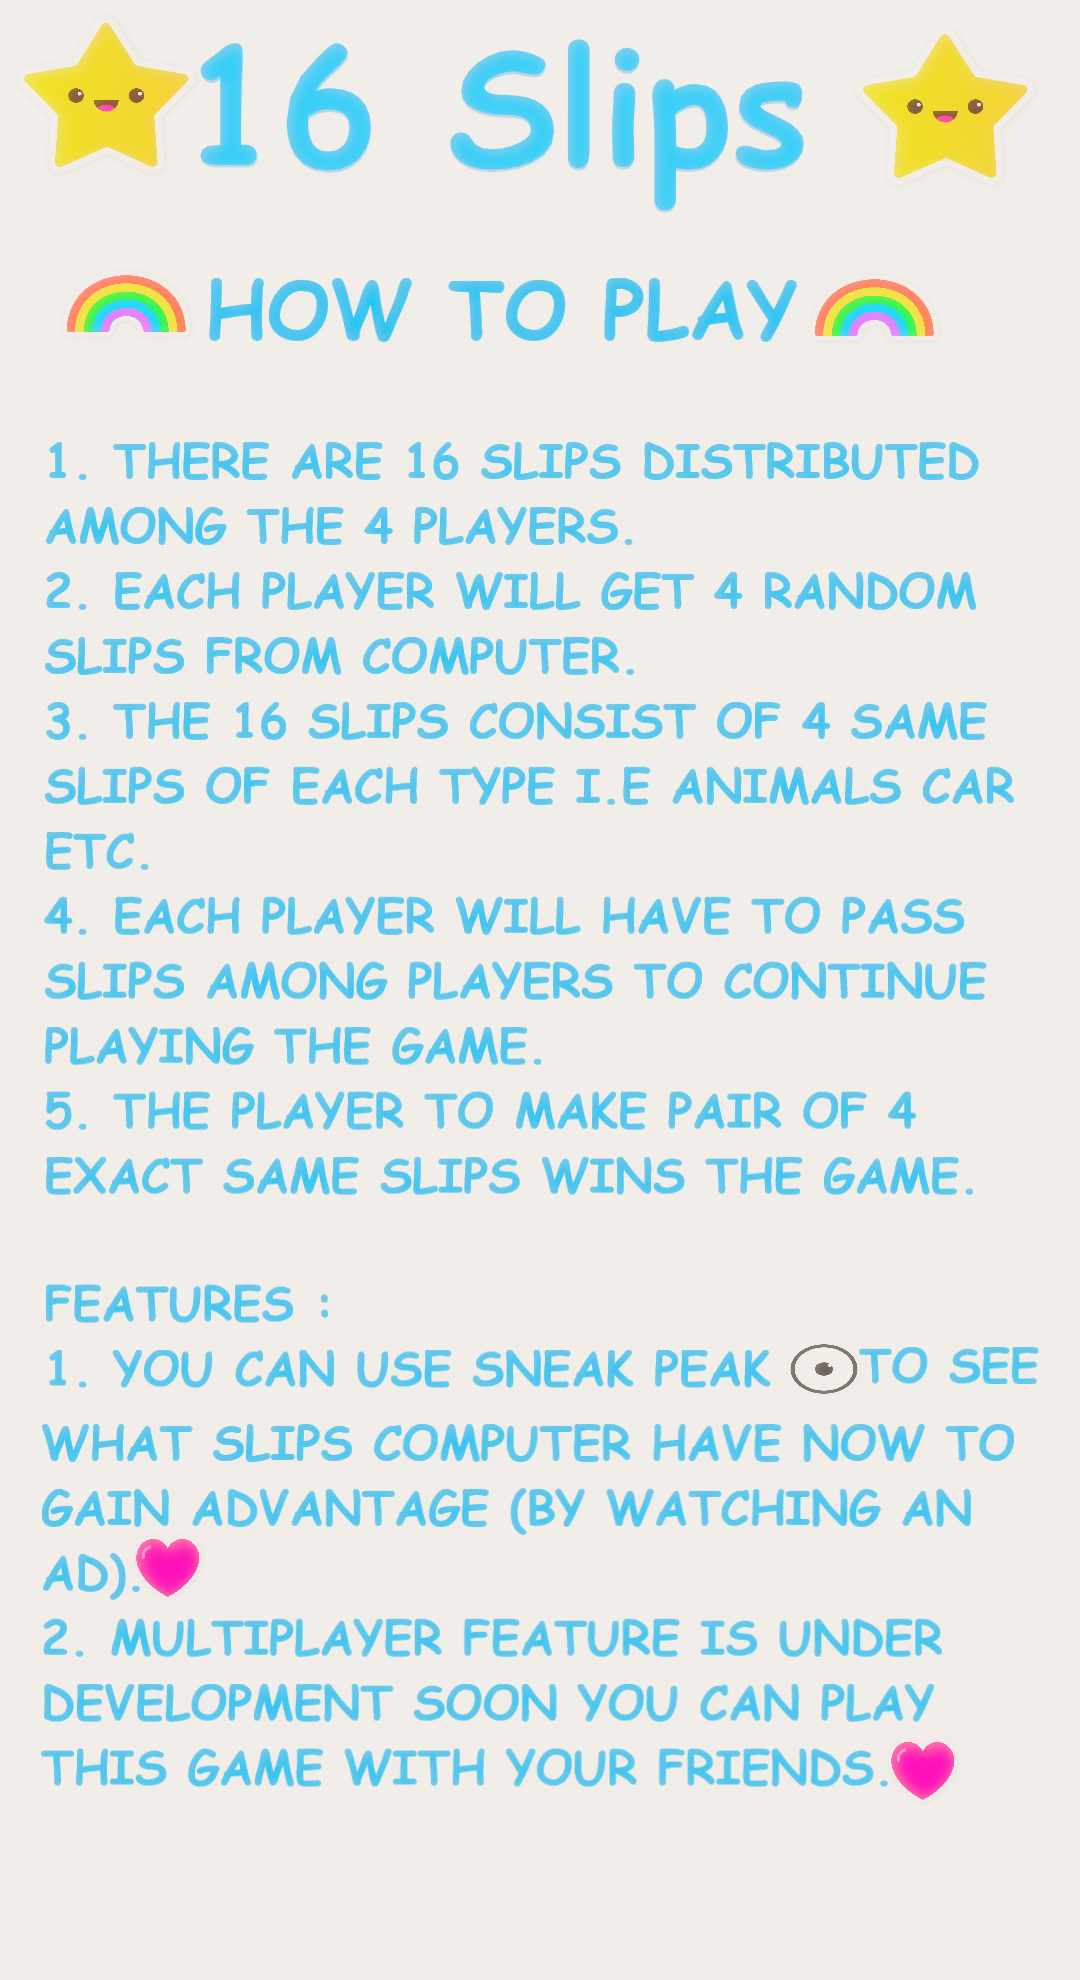 16 Slips
HOW TO PLAY
1. THERE ARE 16 SLIPS DISTRIBUTED
AMONG THE 4 PLAYERS.
2. EACH PLAYER WILL GET 4 RANDOM
SLIPS FROM COMPUTER.
3. THE 16 SLIPS CONSIST OF 4 SAME
SLIPS OF EACH TYPE I.E ANIMALS CAR
ETC.
4. EACH PLAYER WILL HAVE TO PASS
SLIPS AMONG PLAYERS TO CONTINUE
PLAYING THE GAME.
5. THE PLAYER TO MAKE PAIR OF 4
EXACT SAME SLIPS WINS THE GAME.
FEATURES :
1. YOU CAN USE SNEAK PEAK TO SEE
WHAT SLIPS COMPUTER HAVE NOW TO
GAIN ADVANTAGE (BY WATCHING AN
AD).
2. MULTIPLAYER FEATURE IS UNDER
DEVELOPMENT SOON YOU CAN PLAY
THIS GAME WITH YOUR FRIENDS.